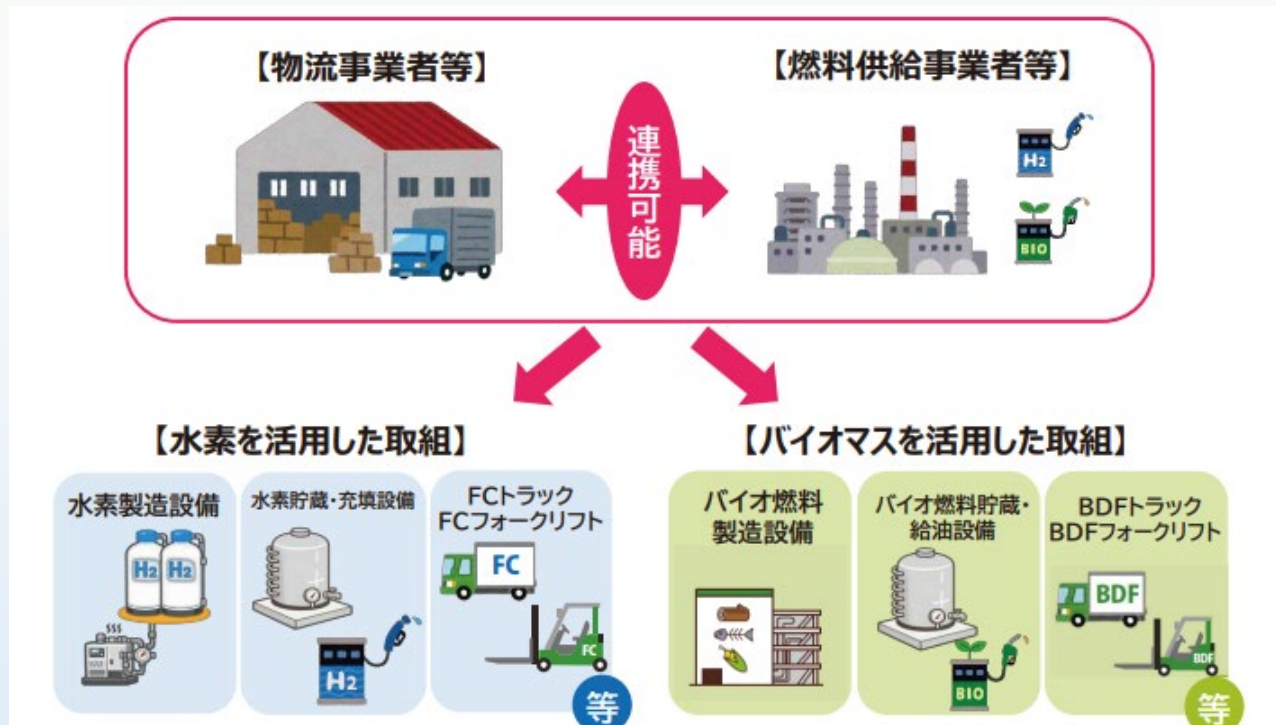 【物流事業者等】
【燃料供給事業者等】
連携可能
H2
BIO
【水素を活用した取組】
水素製造設備
H2 H2
水素貯蔵・充填設備
H2
FCトラック
FCフォークリフト
FC
FC
等
【バイオマスを活用した取組】
バイオ燃料
製造設備
バイオ燃料貯蔵・
給油設備
BIO
BDFトラック
BDFフォークリフト
BDF
BDF
等